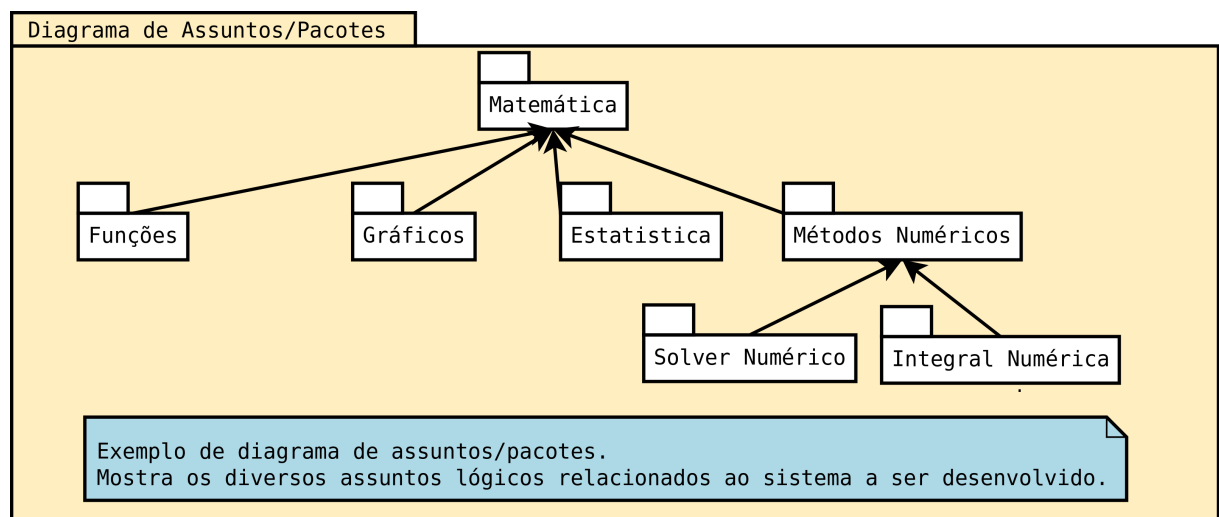 Diagrama de Assuntos/Pacotes
Matemática
Funções
Gráficos
Estatistica
Métodos Numéricos
Solver Numérico
Integral Numérica
.
Exemplo de diagrama de assuntos/pacotes.
Mostra os diversos assuntos lógicos relacionados ao sistema a ser desenvolvido.